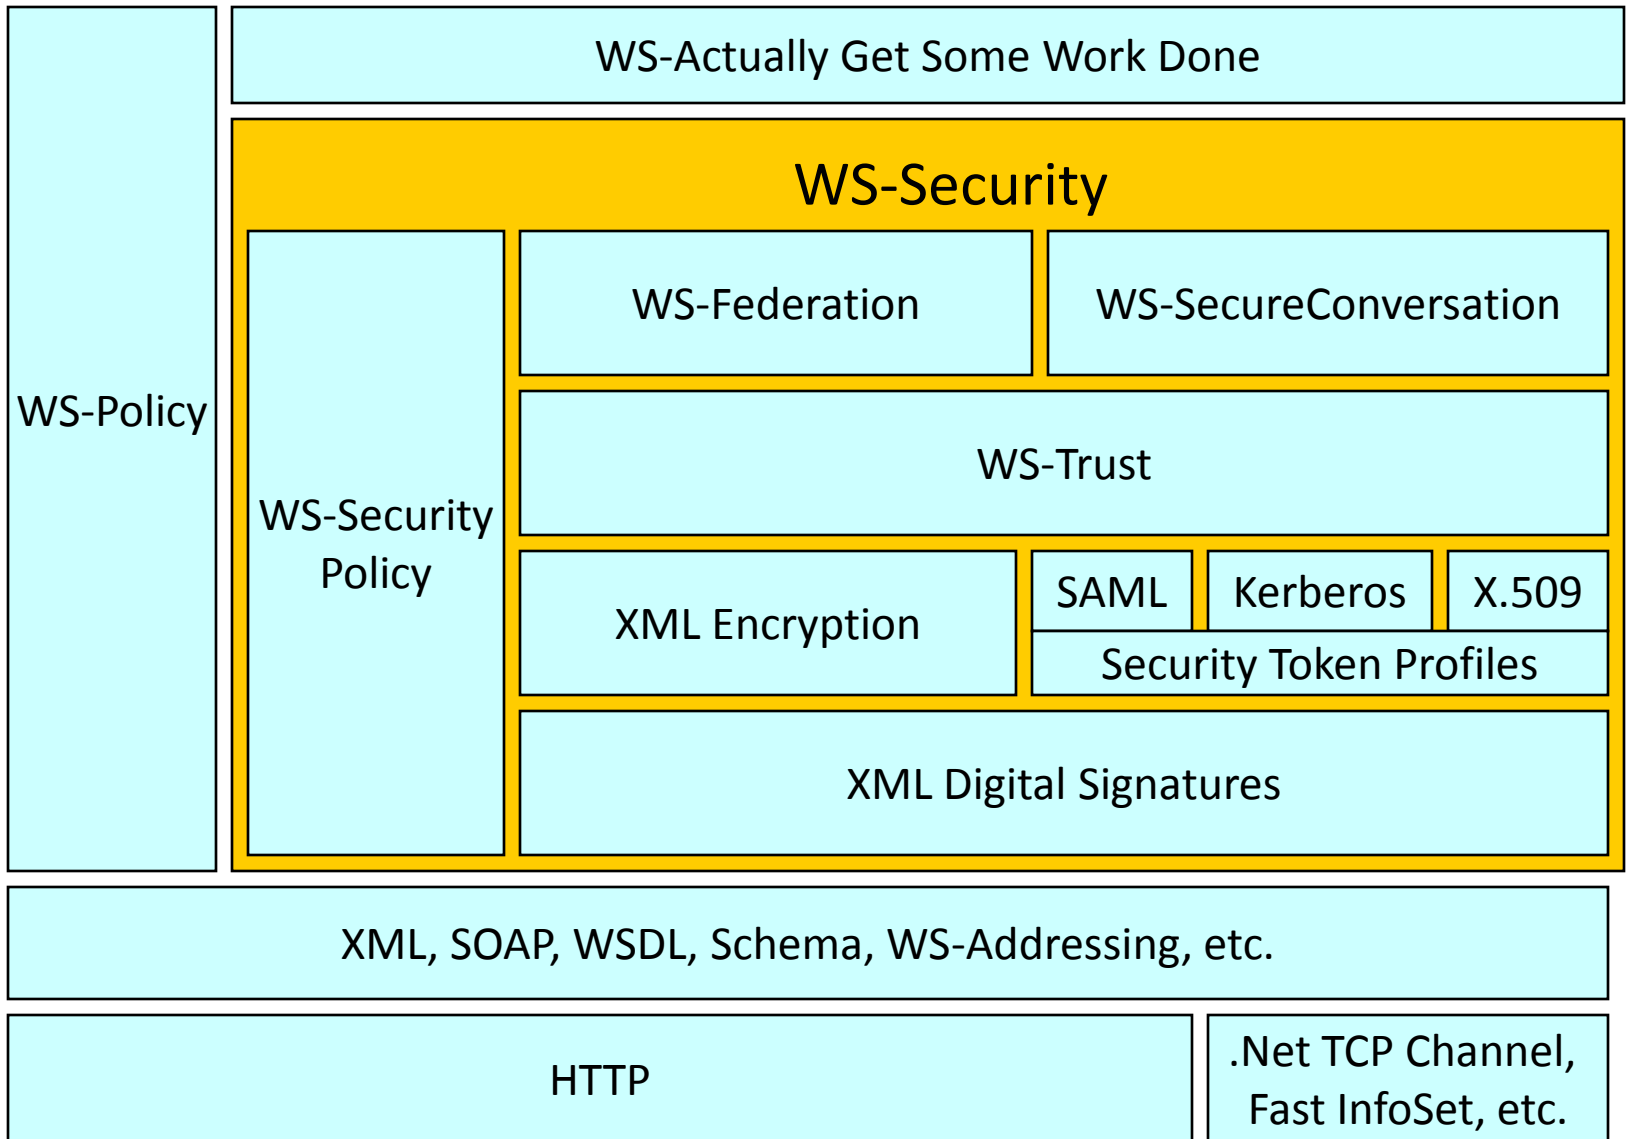 WS-Actually Get Some Work Done
WS-Security
WS-Federation
WS-SecureConversation
WS-Policy
WS-Trust
WS-Security
Policy
XML Encryption
SAML
Kerberos
X.509
Security Token Profiles
XML Digital Signatures
XML, SOAP, WSDL, Schema, WS-Addressing, etc.
HTTP
.Net TCP Channel,
Fast InfoSet, etc.